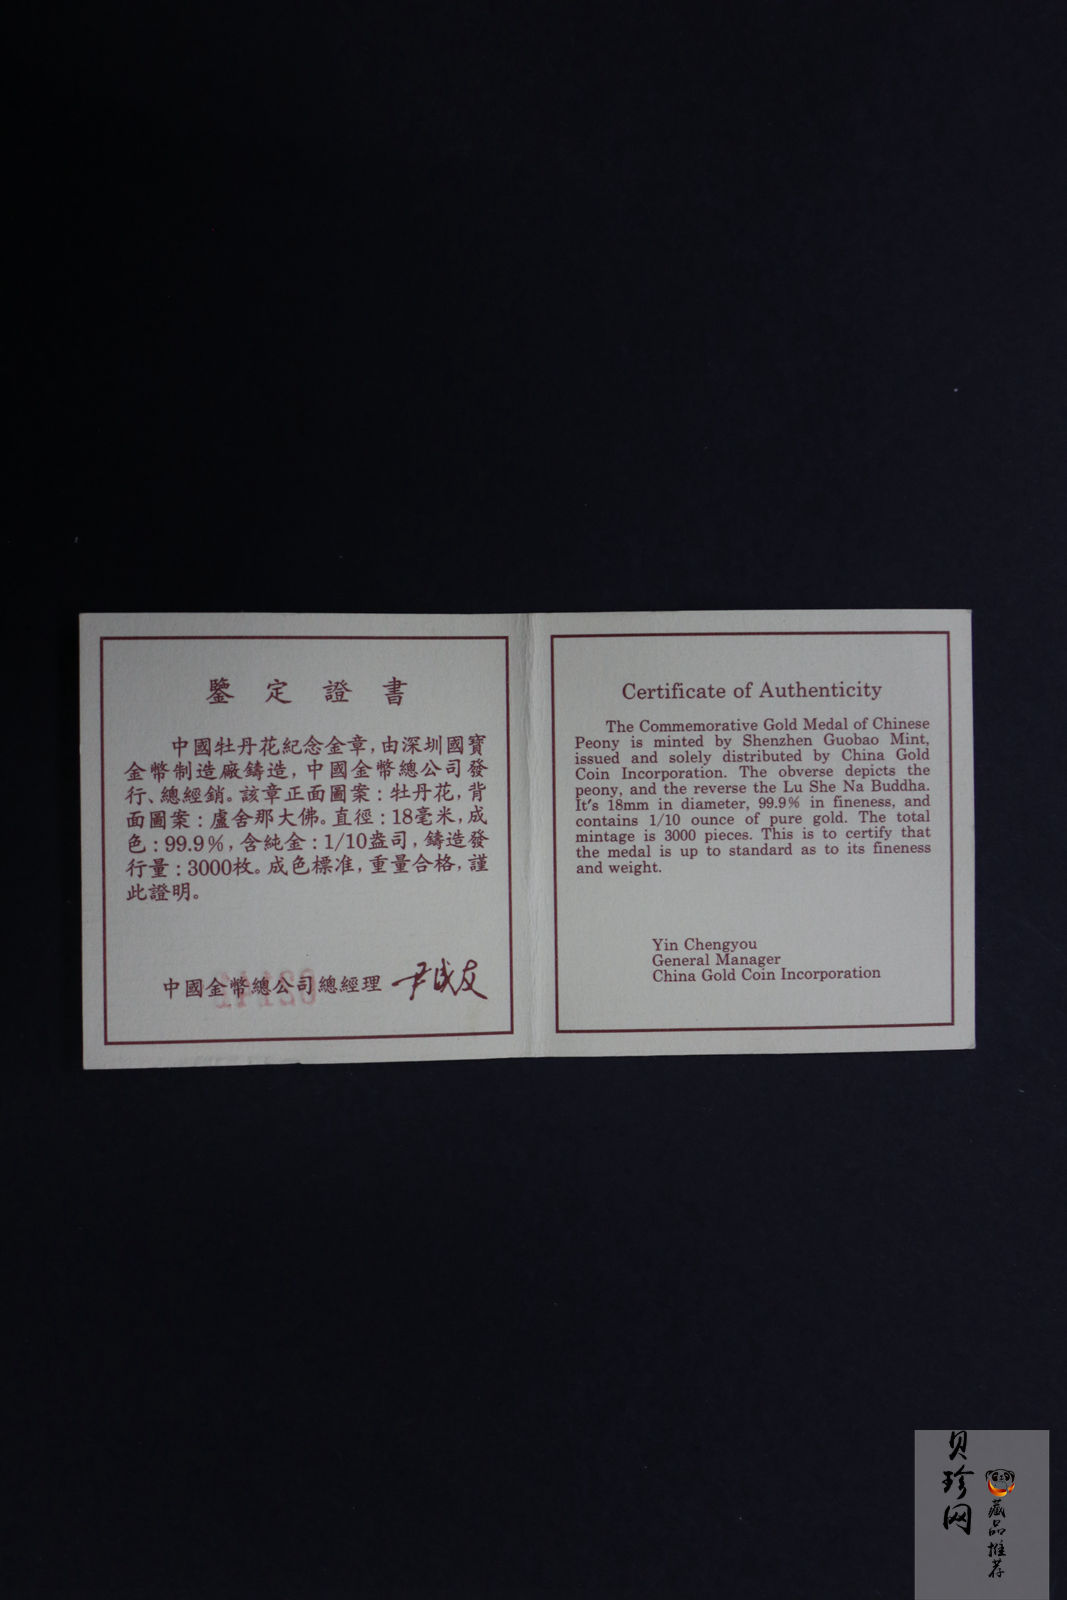 鑒定證書
中國牡丹花紀念金章，由深圳國寶
金幣制造廠鑄造，中國金幣總公司發
行、總經銷。該章正面圖案：牡丹花，背
面圖案：盧舍那大佛。直徑：18毫米，成
色：99.9%，含純金：1/10盎司，鑄造發
行量：3000枚。成色標准，重量合格，謹
此證明。
中國金幣總公司總經理 尹成友
Certificate of Authenticity
The Commemorative Gold Medal of Chinese
Peony is minted by Shenzhen Guobao Mint,
issued and solely distributed by China Gold
Coin Incorporation. The obverse depicts the
peony, and the reverse the Lu She Na Buddha.
It's 18mm in diameter, 99.9% in fineness, and
contains 1/10 ounce of pure gold. The total
mintage is 3000 pieces. This is to certify that
the medal is up to standard as to its fineness
and weight.
Yin Chengyou
General Manager
China Gold Coin Incorporation
贝珍网
藏品推荐